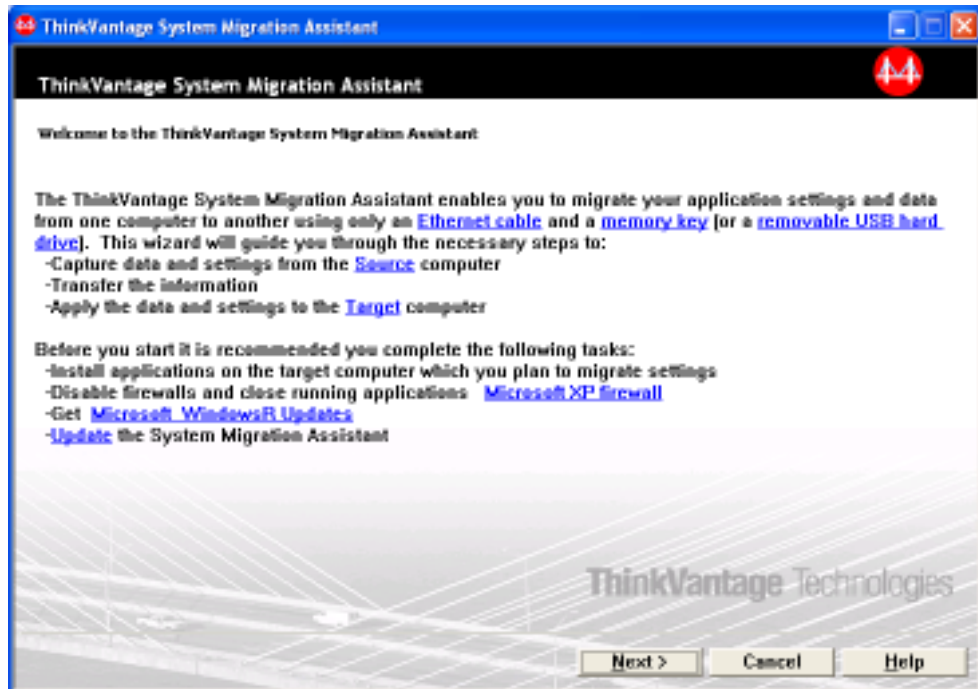 ThinkVantage System Migration Assistant
ThinkVantage System Migration Assistant
Welcome to the ThinkVantage System Migration Assistant
The ThinkVantage System Migration Assistant enables you to migrate your application settings and data
from one computer to another using only an Ethernet cable and a memory key (or a removable USB hard
drive). This wizard will guide you through the necessary steps to:
-Capture data and settings from the Source computer
-Transfer the information
-Apply the data and settings to the Target computer
Before you start it is recommended you complete the following tasks:
-Install applications on the target computer which you plan to migrate settings
-Disable firewalls and close running applications Microsoft XP firewall
-Get Microsoft WindowsR Updates
-Update the System Migration Assistant
ThinkVantage Technologies
Next > Cancel Help